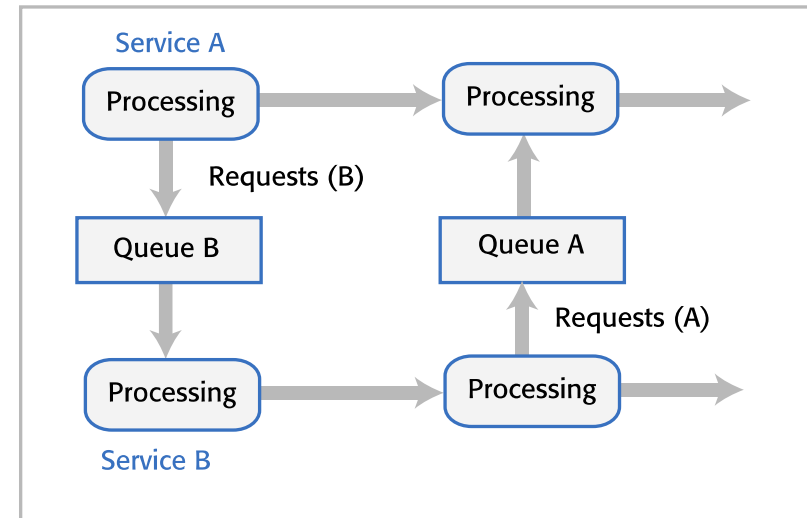 Service A
Processing
Processing
Requests (B)
Queue B
Queue A
Requests (A)
Processing
Processing
Service B